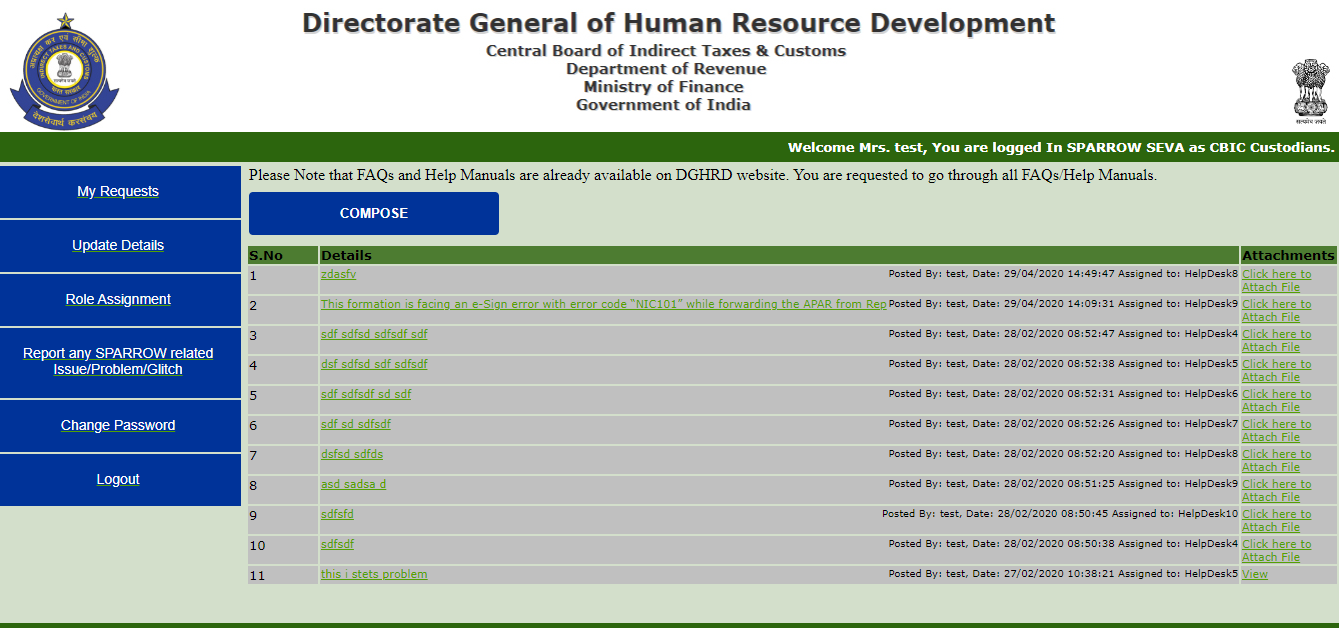 Directorate General of Human Resource Development
Central Board of Indirect Taxes & Customs
Department of Revenue
Ministry of Finance
Government of India
सत्यमेव जयते
INDIRECT TAXES AND CUSTOMS
GOVERNMENT OF INDIA
देशसेवार्थ करसंचय
Welcome Mrs. test, You are logged In SPARROW SEVA as CBIC Custodians.
My Requests
Update Details
Role Assignment
Report any SPARROW related
Issue/Problem/Glitch
Change Password
Logout
Please Note that FAQs and Help Manuals are already available on DGHRD website. You are requested to go through all FAQs/Help Manuals.
COMPOSE
S.No Details Attachments
1 zdasfv Posted By: test, Date: 29/04/2020 14:49:47 Assigned to: HelpDesk8 Click here to
Attach File
2 This formation is facing an e-Sign error with error code “NIC101” while forwarding the APAR from Rep Posted By: test, Date: 29/04/2020 14:09:31 Assigned to: HelpDesk9 Click here to
Attach File
3 sdf sdfsd sdfsdf sdf Posted By: test, Date: 28/02/2020 08:52:47 Assigned to: HelpDesk4 Click here to
Attach File
4 dsf sdfsd sdf sdfsdf Posted By: test, Date: 28/02/2020 08:52:38 Assigned to: HelpDesk5 Click here to
Attach File
5 sdf sdfsdf sd sdf Posted By: test, Date: 28/02/2020 08:52:31 Assigned to: HelpDesk6 Click here to
Attach File
6 sdf sd sdfsdf Posted By: test, Date: 28/02/2020 08:52:26 Assigned to: HelpDesk7 Click here to
Attach File
7 dsfsd sdfds Posted By: test, Date: 28/02/2020 08:52:20 Assigned to: HelpDesk8 Click here to
Attach File
8 asd sadsa d Posted By: test, Date: 28/02/2020 08:51:25 Assigned to: HelpDesk9 Click here to
Attach File
9 sdfsfd Posted By: test, Date: 28/02/2020 08:50:45 Assigned to: HelpDesk10 Click here to
Attach File
10 sdfsdf Posted By: test, Date: 28/02/2020 08:50:38 Assigned to: HelpDesk4 Click here to
Attach File
11 this i stets problem Posted By: test, Date: 27/02/2020 10:38:21 Assigned to: HelpDesk5 View